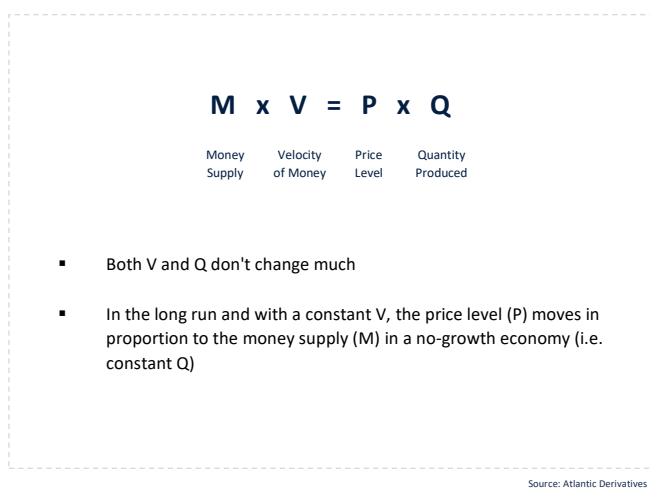 M x V = P x Q
Money Velocity Price Quantity
Supply of Money Level Produced
▪ Both V and Q don't change much
▪ In the long run and with a constant V, the price level (P) moves in
proportion to the money supply (M) in a no-growth economy (i.e.
constant Q)
Source: Atlantic Derivatives